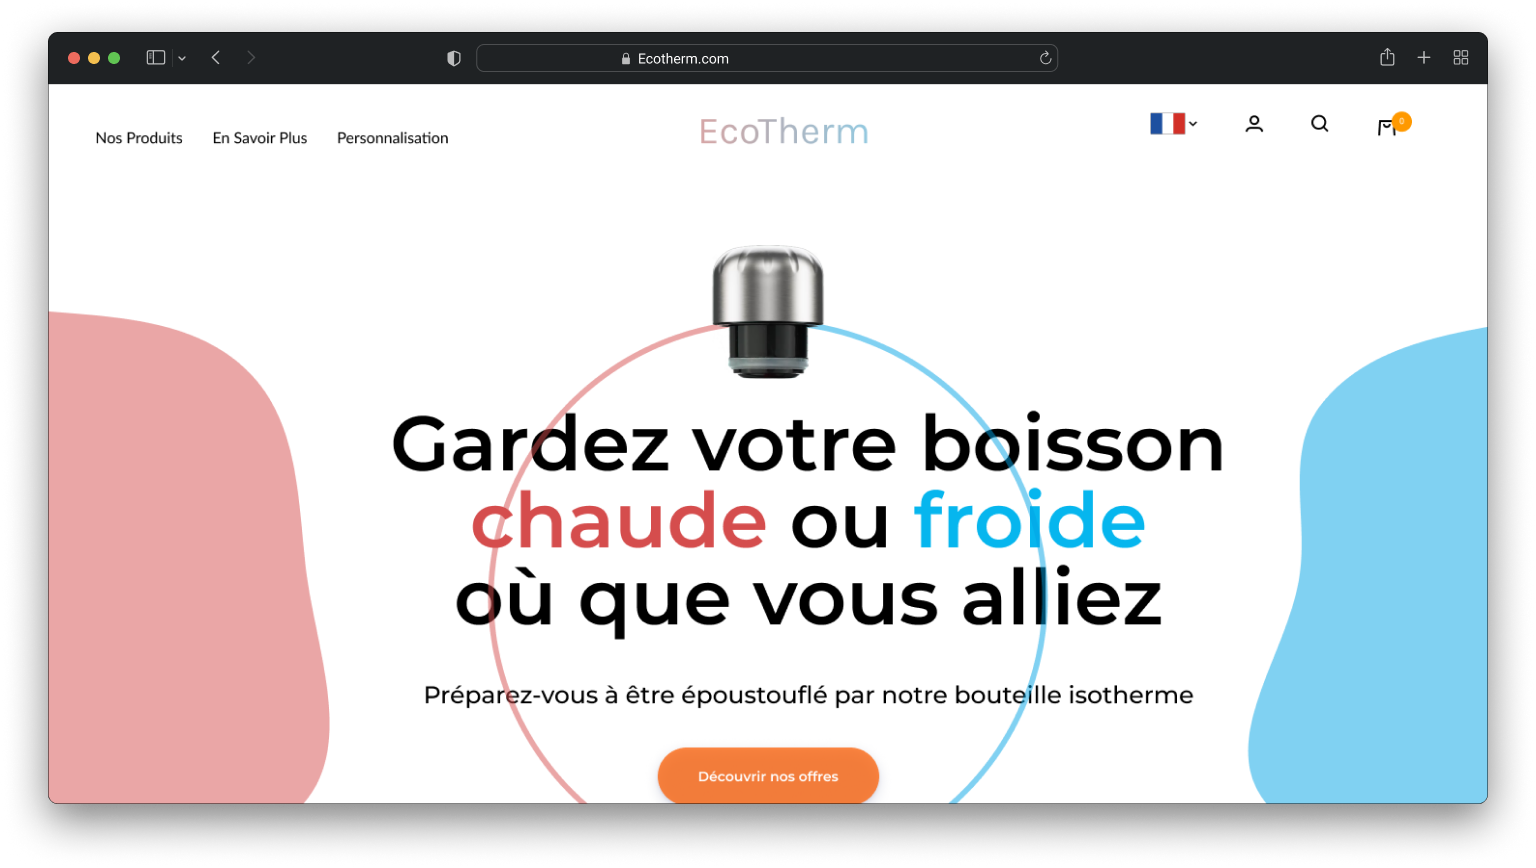 Ecotherm.com
Nos Produits En Savoir Plus Personnalisation
EcoTherm
0
Gardez votre boisson
chaude ou froide
où que vous alliez
Préparez-vous à être époustouflé par notre bouteille isotherme
Découvrir nos offres